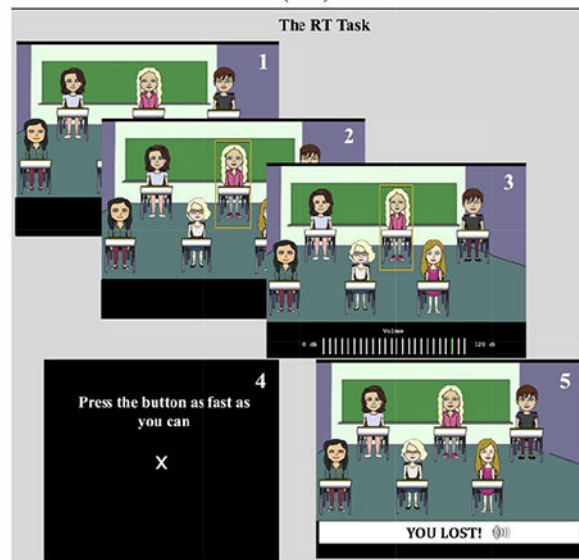 The RT Task
1
2
3
Volume
0 db 120 db
4
Press the button as fast as
you can
X
5
YOU LOST!